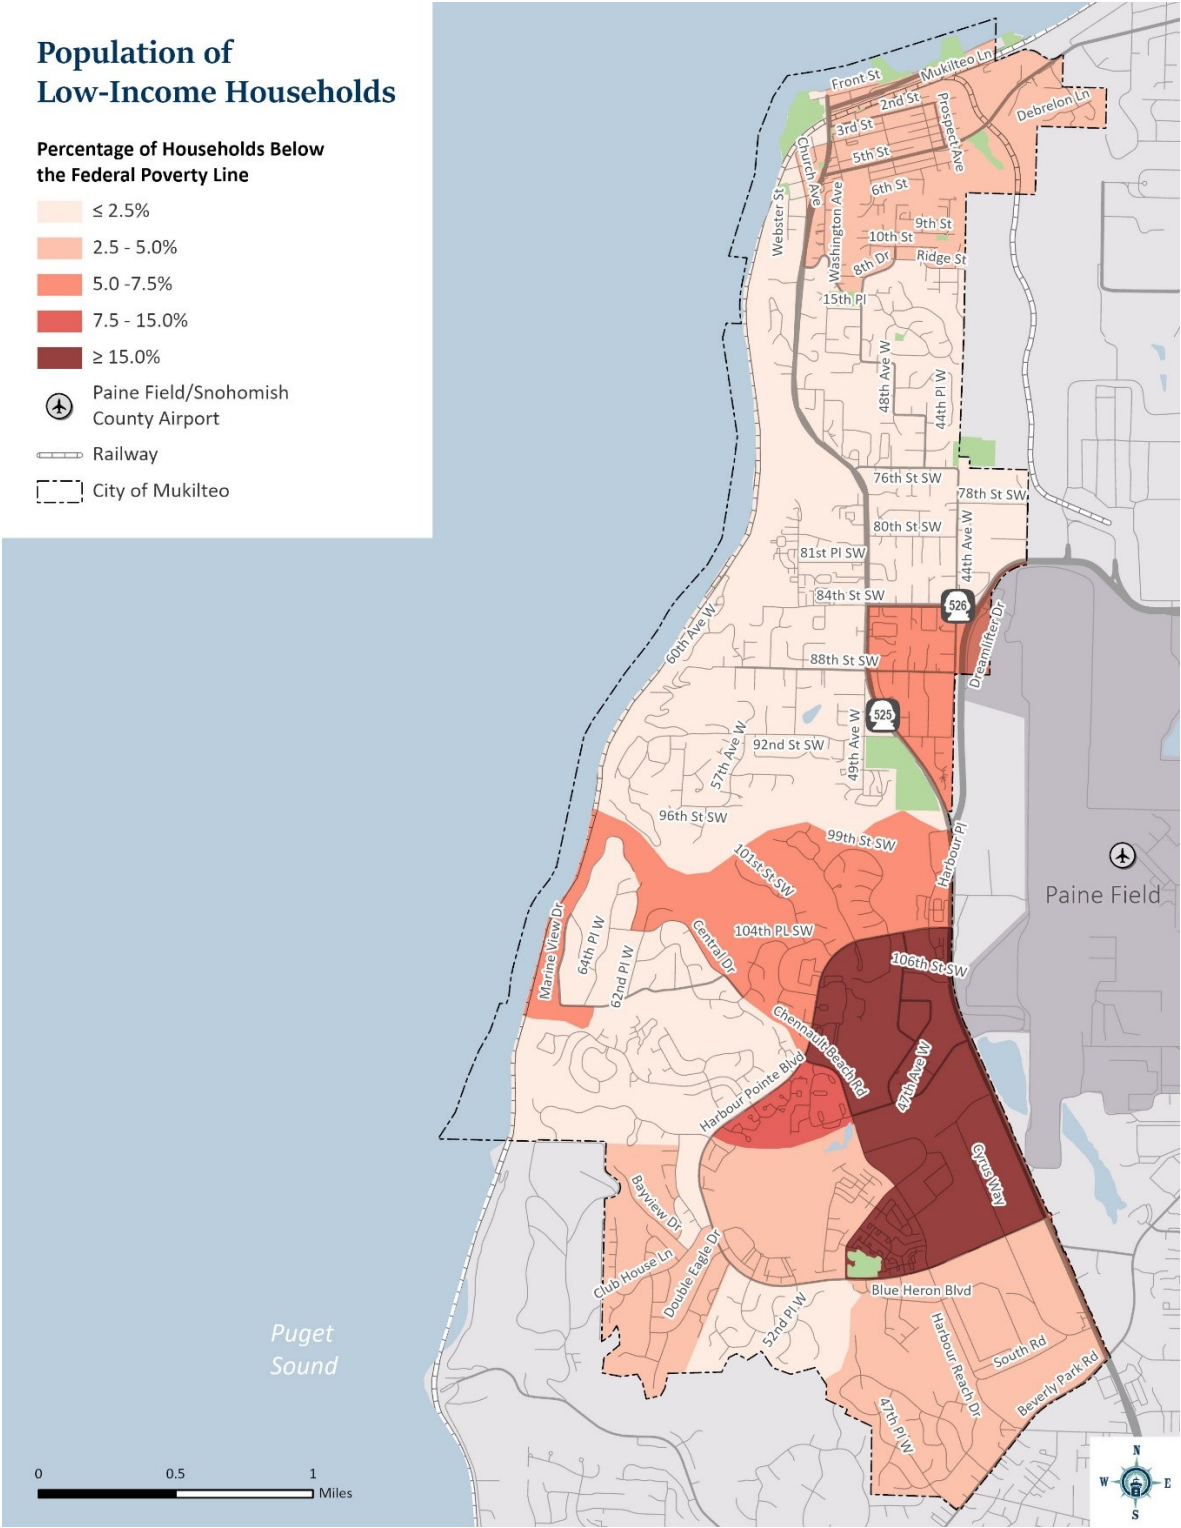 Population of
Low-Income Households
Percentage of Households Below
the Federal Poverty Line
≤ 2.5%
2.5 - 5.0%
5.0 -7.5%
7.5 - 15.0%
≥ 15.0%
Paine Field/Snohomish
County Airport
Railway
City of Mukilteo
Front St
Mukilteo Ln
2nd St
Prospect Ave
Debrelon Ln
3rd St
5th St
Church Ave
6th St
Webster St
Washington Ave
9th St
10th St
8th Dr
Ridge St
15th Pl
48th Ave W
44th Pl W
76th St SW
78th St SW
80th St SW
44th Ave W
81st Pl SW
84th St SW
526
60th Ave W
Dreamlifter Dr
88th St SW
525
57th Ave W
92nd St SW
49th Ave W
96th St SW
99th St SW
101st St SW
Harbour Pl
Paine Field
Marine View Dr
64th Pl W
62nd Pl W
Central Dr
104th PL SW
106th St SW
Chennault Beach Rd
47th Ave W
Harbour Pointe Blvd
Cyrus Way
Bayview Dr
Club House Ln
Double Eagle Dr
52nd Pl W
Blue Heron Blvd
Harbour Reach Dr
South Rd
Beverly Park Rd
47th Pl W
Puget
Sound
0 0.5 1
Miles
N
W E
S